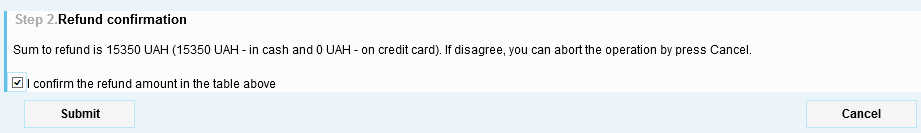 Step 2.Refund confirmation
Sum to refund is 15350 UAH (15350 UAH - in cash and 0 UAH - on credit card). If disagree, you can abort the operation by press Cancel.
I confirm the refund amount in the table above
Submit Cancel